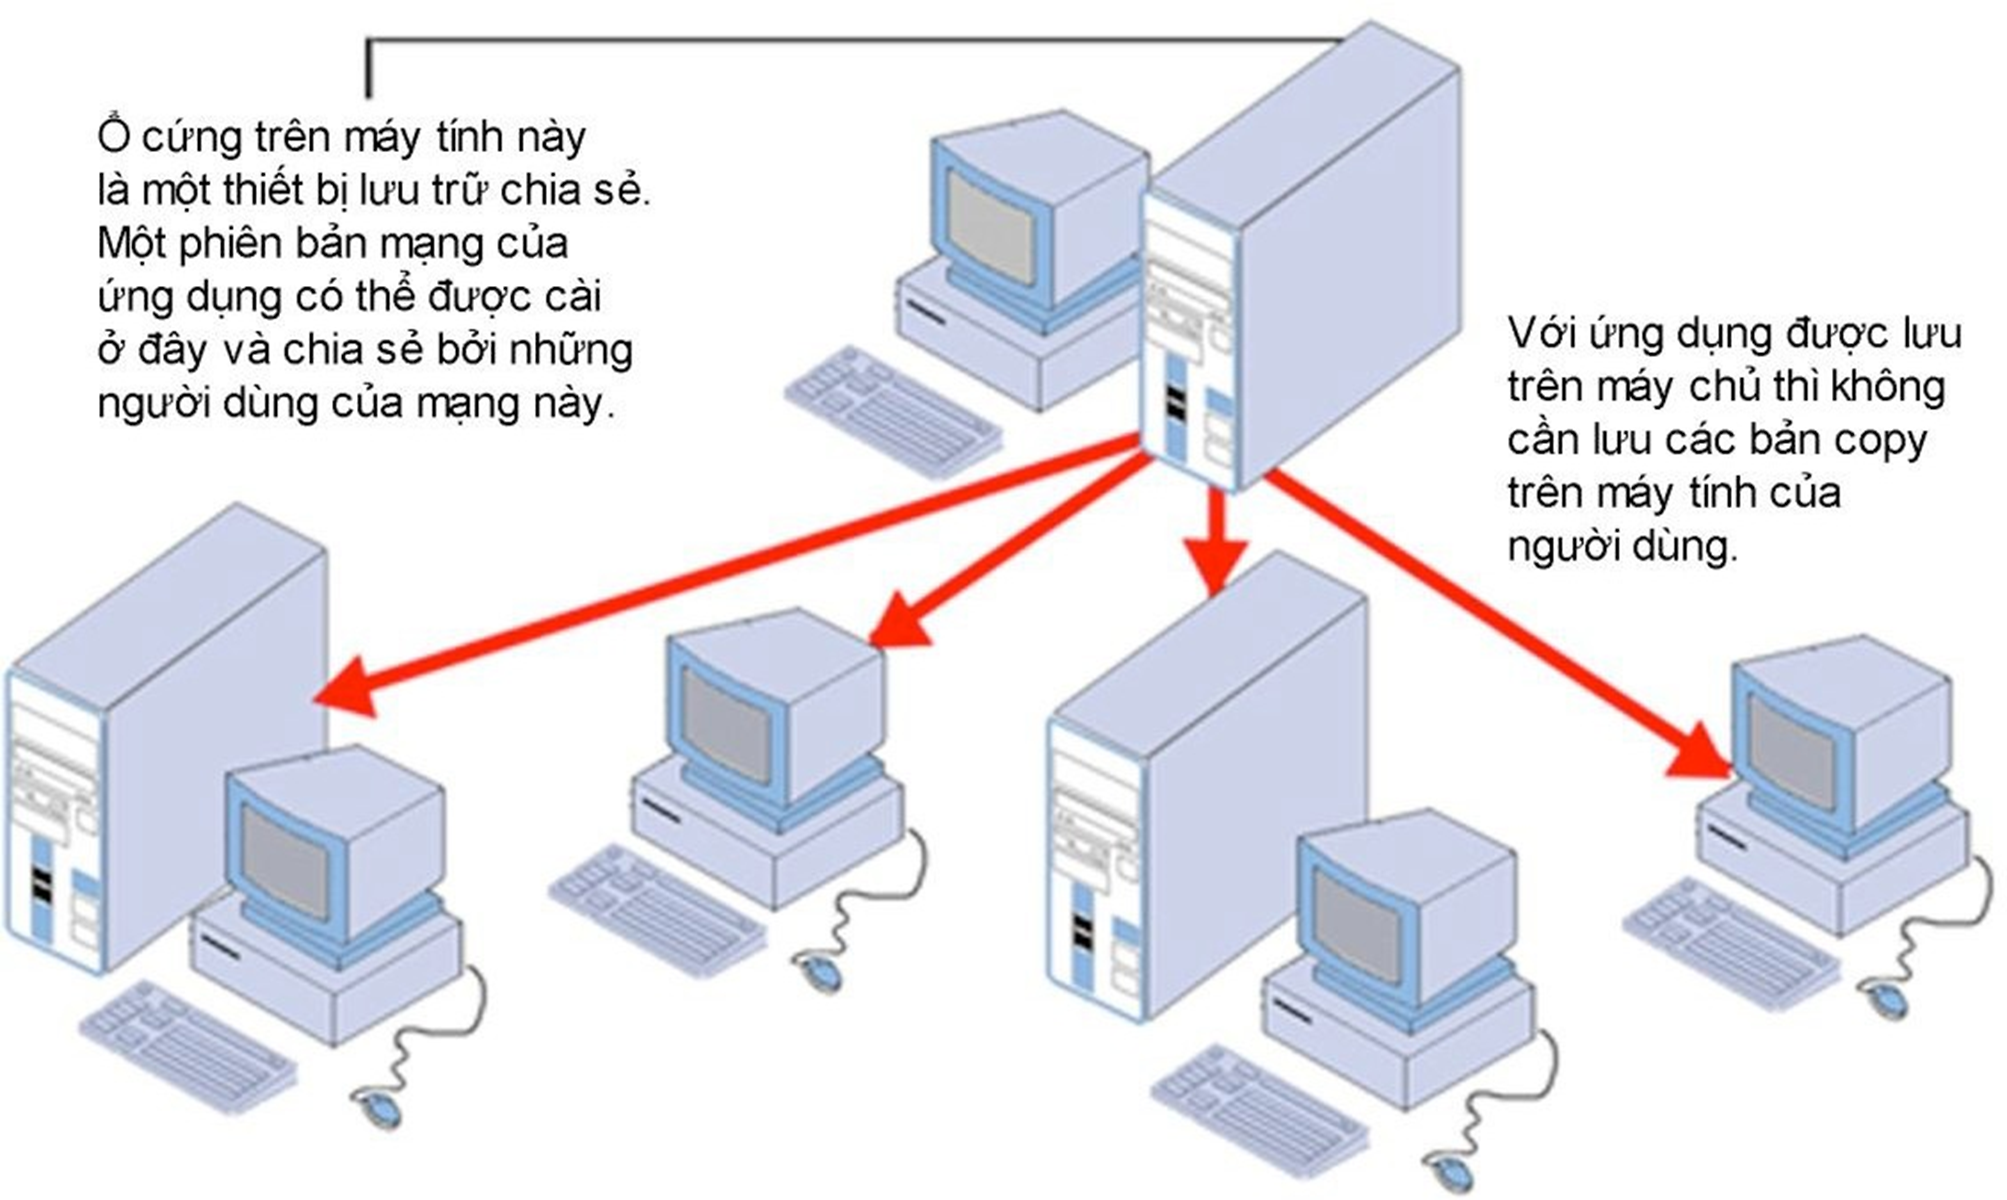 Ổ cứng trên máy tính này
là một thiết bị lưu trữ chia sẻ.
Một phiên bản mạng của
ứng dụng có thể được cài
ở đây và chia sẻ bởi những
người dùng của mạng này.
Với ứng dụng được lưu
trên máy chủ thì không
cần lưu các bản copy
trên máy tính của
người dùng.